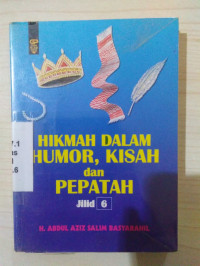 HIKMAH DALAM
HUMOR, KISAH
dan
PEPATAH
Jilid 6
H. ABDUL AZIZ SALIM BASYARAHIL